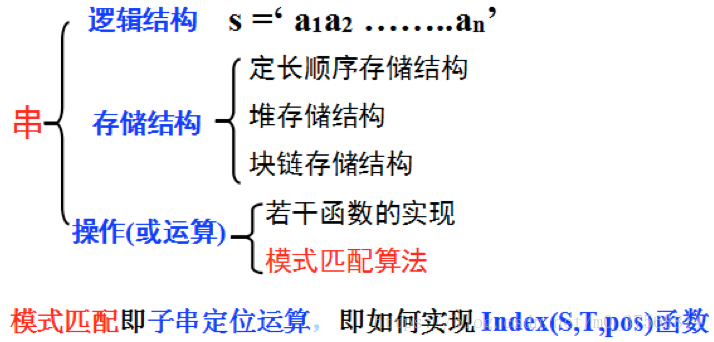 逻辑结构 s =‘ a1a2 ……..an’
定长顺序存储结构
串 存储结构 堆存储结构
块链存储结构
操作(或运算) 若干函数的实现
模式匹配算法
模式匹配即子串定位运算，即如何实现 Index(S,T,pos)函数